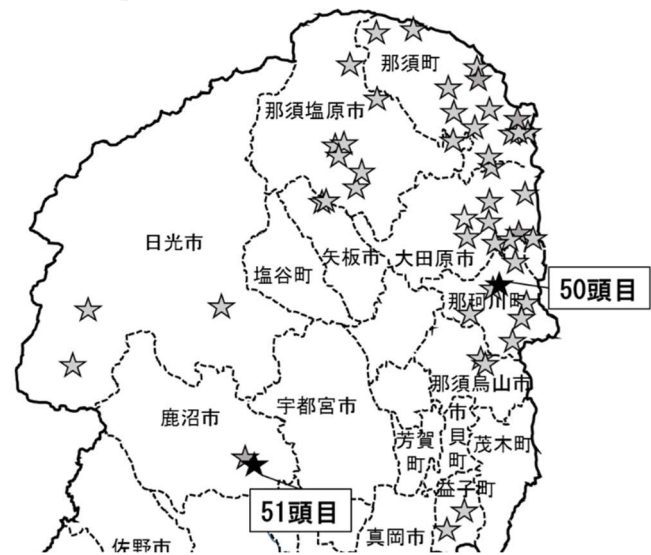 那須町
那須塩原市
日光市
矢板市
大田原市
塩谷町
50頭目
那珂川町
那須烏山市
宇都宮市
鹿沼市
市貝町
芳賀町
茂木町
益子町
51頭目
真岡市
佐野市